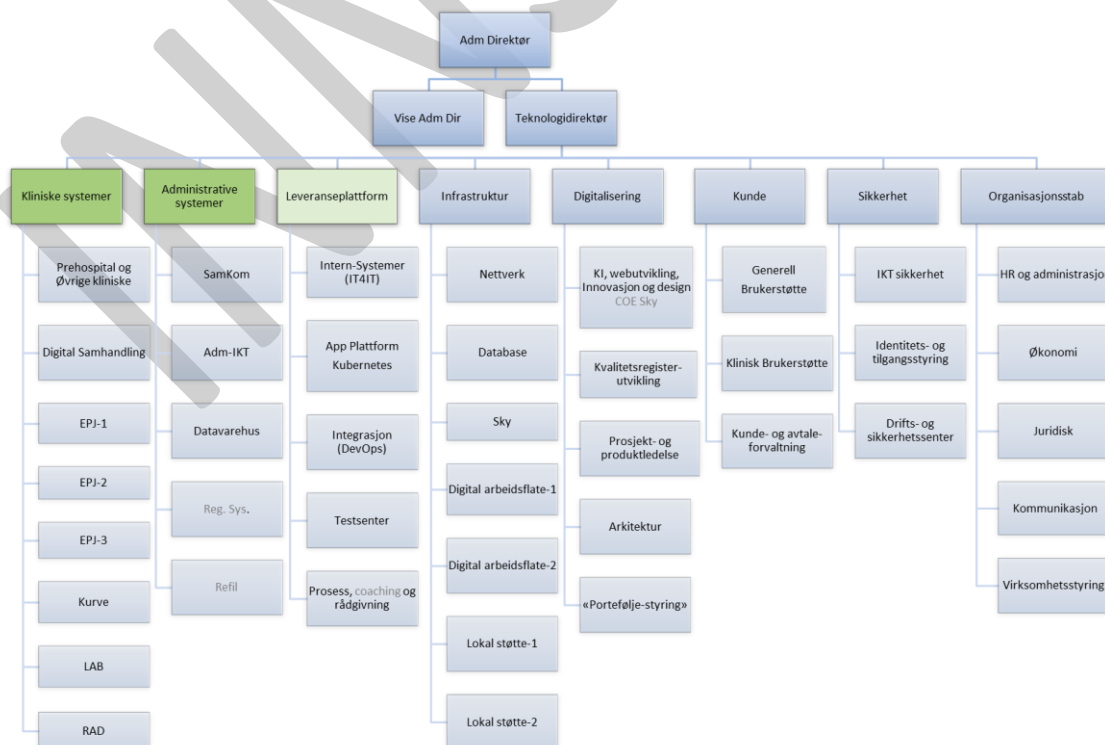 Adm Direktør
Vise Adm Dir
Teknologidirektør
Kliniske systemer
Prehospital og
Øvrige kliniske
Digital Samhandling
EPJ-1
EPJ-2
EPJ-3
Kurve
LAB
RAD
Administrative
systemer
SamKom
Adm-IKT
Datavarehus
Reg. Sys.
Refil
Leveranseplattform
Intern-Systemer
(IT4IT)
App Plattform
Kubernetes
Integrasjon
(DevOps)
Testsenter
Prosess, coaching og
rådgivning
Infrastruktur
Nettverk
Database
Sky
Digital arbeidsflate-1
Digital arbeidsflate-2
Lokal støtte-1
Lokal støtte-2
Digitalisering
KI, webutvikling,
Innovasjon og design
COE Sky
Kvalitetsregister-
utvikling
Prosjekt- og
produktledelse
Arkitektur
«Portefølje-styring»
Kunde
Generell
Brukerstøtte
Klinisk Brukerstøtte
Kunde- og avtale-
forvaltning
Sikkerhet
IKT sikkerhet
Identitets- og
tilgangsstyring
Drifts- og
sikkerhetssenter
Organisasjonsstab
HR og administrasjo
Økonomi
Juridisk
Kommunikasjon
Virksomhetsstyring